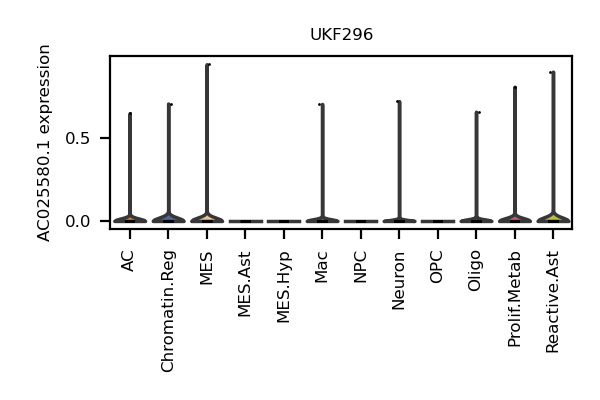 UKF296
AC025580.1 expression
0.5
0.0
AC
Chromatin.Reg
MES
MES.Ast
MES.Hyp
Mac
NPC
Neuron
OPC
Oligo
Prolif.Metab
Reactive.Ast